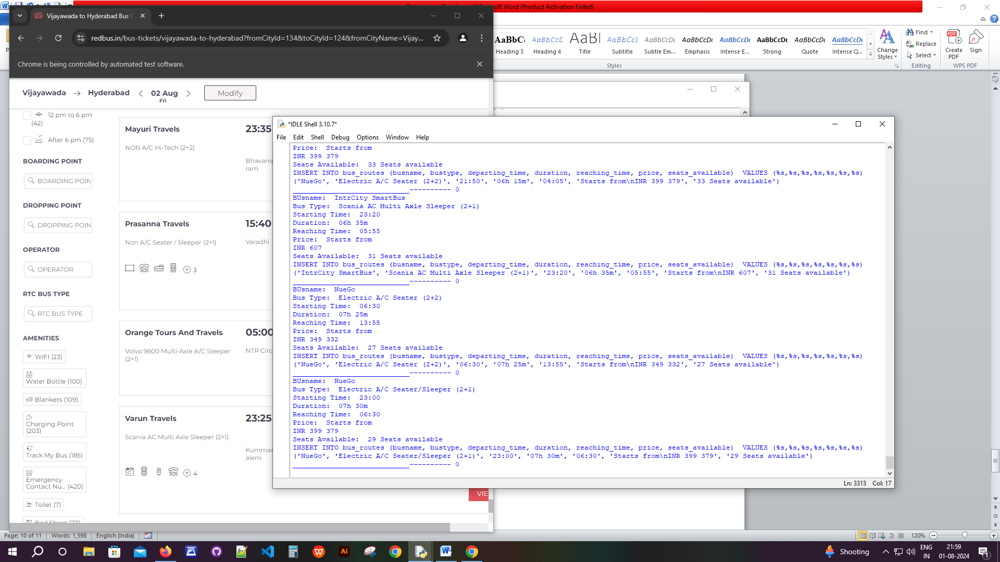 Microsoft Word (Product Activation Failed)
Vijayawada to Hyderabad Bus
redbus.in/bus-tickets/vijayawada-to-hyderabad?fromCityId=134&toCityId=124&fromCityName=Vijay...
Chrome is being controlled by automated test software.
AaBbC AaBbCcD AaBb AaBbCcL AaBbCcDc AaBbCcDc AaBbCcDc AaBbCcDc AaBbCcDc AaBbCcDc
Heading 3 Heading 4 Title Subtitle Subtle Em... Emphasis Intense E... Strong Quote Intense Q...
Change Styles
Find
Replace
Select
Create PDF
Sign
Styles Editing WPS PDF
Vijayawada → Hyderabad < 02 Aug > Modify
Fri
12 pm to 6 pm
(42)
After 6 pm (75)
BOARDING POINT
BOARDING POIN
DROPPING POINT
DROPPING POIN
OPERATOR
OPERATOR
RTC BUS TYPE
RTC BUS TYPE
AMENITIES
WIFI (23)
Water Bottle (100)
Blankets (109)
Charging Point
(203)
Track My Bus (185)
Emergency
Contact Nu... (420)
Toilet (7)
Bed Sheet (77)
Mayuri Travels 23:35
NON A/C Hi-Tech (2+2)
Bhavanip
ram
Prasanna Travels 15:40
Non A/C Seater / Sleeper (2+1) Varadhi
SOS
3
Orange Tours And Travels 05:00
Volvo 9600 Multi-Axle A/C Sleeper
(2+1)
NTR Circ
Varun Travels 23:25
Scania AC Multi Axle Sleeper (2+1)
Kummar
alem
SOS
4
VIE
*IDLE Shell 3.10.7*
File Edit Shell Debug Options Window Help
Price:  Starts from
INR 399 379
Seats Available:  33 Seats available
INSERT INTO bus_routes (busname, bustype, departing_time, duration, reaching_time, price, seats_available)  VALUES (%s,%s,%s,%s,%s,%s,%s)
('NueGo', 'Electric A/C Seater (2+2)', '21:50', '06h 15m', '04:05', 'Starts from\nINR 399 379', '33 Seats available')
____________________________---------- 0
BUsname:  IntrCity SmartBus
Bus Type:  Scania AC Multi Axle Sleeper (2+1)
Starting Time:  23:20
Duration:  06h 35m
Reaching Time:  05:55
Price:  Starts from
INR 607
Seats Available:  31 Seats available
INSERT INTO bus_routes (busname, bustype, departing_time, duration, reaching_time, price, seats_available)  VALUES (%s,%s,%s,%s,%s,%s,%s)
('IntrCity SmartBus', 'Scania AC Multi Axle Sleeper (2+1)', '23:20', '06h 35m', '05:55', 'Starts from\nINR 607', '31 Seats available')
____________________________---------- 0
BUsname:  NueGo
Bus Type:  Electric A/C Seater (2+2)
Starting Time:  06:30
Duration:  07h 25m
Reaching Time:  13:55
Price:  Starts from
INR 349 332
Seats Available:  27 Seats available
INSERT INTO bus_routes (busname, bustype, departing_time, duration, reaching_time, price, seats_available)  VALUES (%s,%s,%s,%s,%s,%s,%s)
('NueGo', 'Electric A/C Seater (2+2)', '06:30', '07h 25m', '13:55', 'Starts from\nINR 349 332', '27 Seats available')
____________________________---------- 0
BUsname:  NueGo
Bus Type:  Electric A/C Seater/Sleeper (2+1)
Starting Time:  23:00
Duration:  07h 30m
Reaching Time:  06:30
Price:  Starts from
INR 399 379
Seats Available:  29 Seats available
INSERT INTO bus_routes (busname, bustype, departing_time, duration, reaching_time, price, seats_available)  VALUES (%s,%s,%s,%s,%s,%s,%s)
('NueGo', 'Electric A/C Seater/Sleeper (2+1)', '23:00', '07h 30m', '06:30', 'Starts from\nINR 399 379', '29 Seats available')
____________________________---------- 0
Ln: 3313 Col: 17
Page: 10 of 11 Words: 1,598 English (India) 120%
Shooting
ENG
IN
21:59
01-08-2024
1